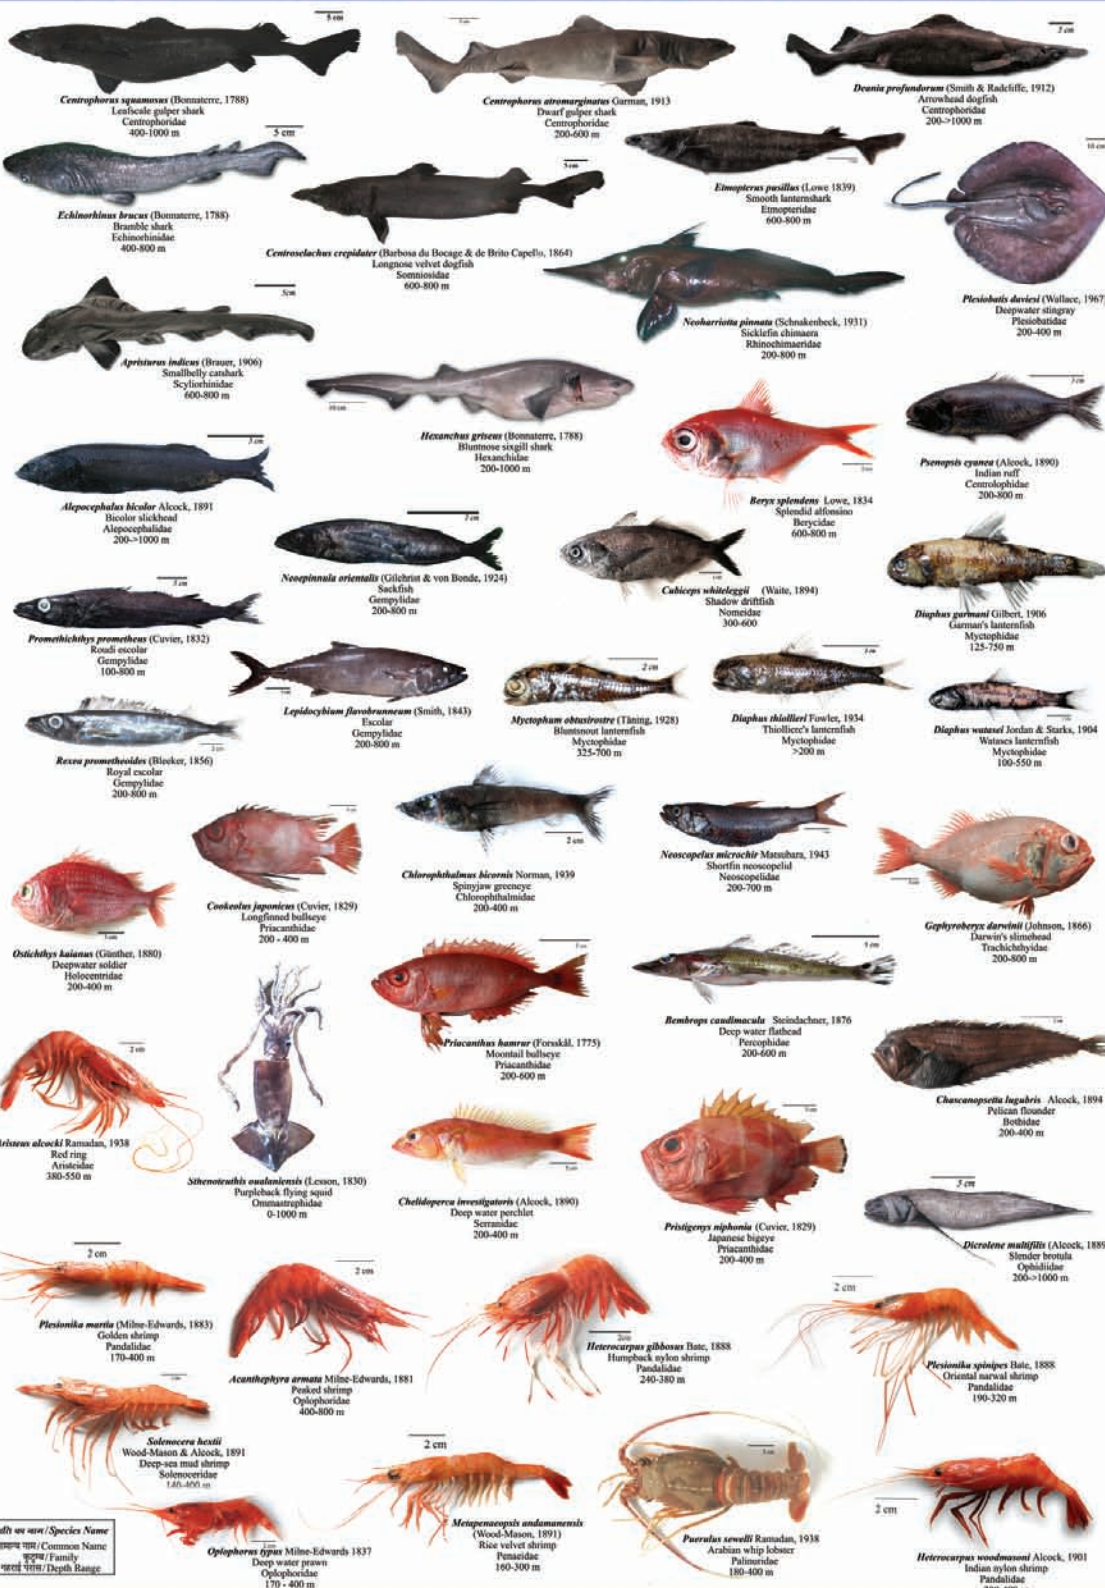 5 cm
Centrophorus squamosus (Bonnaterre, 1788)
Leafscale gulper shark
Centrophoridae
400-1000 m
Centrophorus atromarginatus Garman, 1913
Dwarf gulper shark
Centrophoridae
200-600 m
5 cm
Deania profundorum (Smith & Radcliffe, 1912)
Arrowhead dogfish
Centrophoridae
200->1000 m
5 cm
Echinorhinus brucus (Bonnaterre, 1788)
Bramble shark
Echinorhinidae
400-800 m
5 cm
Centroselachus crepidater (Barbosa du Bocage & de Brito Capello, 1864)
Longnose velvet dogfish
Somniosidae
600-800 m
Etmopterus pusillus (Lowe 1839)
Smooth lanternshark
Etmopteridae
600-800 m
10 cm
Plesiobatis daviesi (Wallace, 1967
Deepwater stingray
Plesiobatidae
200-400 m
5cm
Apristurus indicus (Brauer, 1906)
Smallbelly catshark
Scyliorhinidae
600-800 m
Neoharriotta pinnata (Schnakenbeck, 1931)
Sicklefin chimaera
Rhinochimaeridae
200-800 m
10 cm
Hexanchus griseus (Bonnaterre, 1788)
Bluntnose sixgill shark
Hexanchidae
200-1000 m
Beryx splendens Lowe, 1834
Splendid alfonsino
Berycidae
600-800 m
Psenopsis cyanea (Alcock, 1890)
Indian ruff
Centrolophidae
200-800 m
Alepocephalus bicolor Alcock, 1891
Bicolor slickhead
Alepocephalidae
200->1000 m
Neoepinnula orientalis (Gilchrist & von Bonde, 1924)
Sackfish
Gempylidae
200-800 m
Cubiceps whiteleggii (Waite, 1894)
Shadow driftfish
Nomeidae
300-600
Diaphus garmani Gilbert, 1906
Garman's lanternfish
Myctophidae
125-750 m
5 cm
Promethichthys prometheus (Cuvier, 1832)
Roudi escolar
Gempylidae
100-800 m
Lepidocybium flavobrunneum (Smith, 1843)
Escolar
Gempylidae
200-800 m
2 cm
Myctophum obtusirostre (Tåning, 1928)
Bluntsnout lanternfish
Myctophidae
325-700 m
Diaphus thiollieri Fowler, 1934
Thiolliere's lanternfish
Myctophidae
>200 m
Diaphus watasei Jordan & Starks, 1904
Watases lanternfish
Myctophidae
100-550 m
Rexea prometheoides (Bleeker, 1856)
Royal escolar
Gempylidae
200-800 m
Cookeolus japonicus (Cuvier, 1829)
Longfinned bullseye
Priacanthidae
200 - 400 m
2 cm
Chlorophthalmus bicornis Norman, 1939
Spinyjaw greeneye
Chlorophthalmidae
200-400 m
Neoscopelus microchir Matsubara, 1943
Shortfin neoscopelid
Neoscopelidae
200-700 m
Gephyroberyx darwinii (Johnson, 1866)
Darwin's slimehead
Trachichthyidae
200-800 m
Ostichthys kaianus (Günther, 1880)
Deepwater soldier
Holocentridae
200-400 m
Priacanthus hamrur (Forsskål, 1775)
Moontail bullseye
Priacanthidae
200-600 m
5 cm
Bembrops caudimacula Steindachner, 1876
Deep water flathead
Percophidae
200-600 m
Chascanopsetta lugubris Alcock, 1894
Pelican flounder
Bothidae
200-400 m
2 cm
Aristeus alcocki Ramadan, 1938
Red ring
Aristeidae
380-550 m
Sthenoteuthis oualaniensis (Lesson, 1830)
Purpleback flying squid
Ommastrephidae
0-1000 m
5cm
Chelidoperca investigatoris (Alcock, 1890)
Deep water perchlet
Serranidae
200-400 m
Pristigenys niphonia (Cuvier, 1829)
Japanese bigeye
Priacanthidae
200-400 m
5 cm
Dicrolene multifilis (Alcock, 1889
Slender brotula
Ophidiidae
200->1000 m
2 cm
Plesionika martia (Milne-Edwards, 1883)
Golden shrimp
Pandalidae
170-400 m
2 cm
Acanthephyra armata Milne-Edwards, 1881
Peaked shrimp
Oplophoridae
400-800 m
2cm
Heterocarpus gibbosus Bate, 1888
Humpback nylon shrimp
Pandalidae
240-380 m
2 cm
Plesionika spinipes Bate, 1888
Oriental narwal shrimp
Pandalidae
190-320 m
Solenocera hextii
Wood-Mason & Alcock, 1891
Deep-sea mud shrimp
Solenoceridae
140-400 m
2 cm
Metapenaeopsis andamanensis
(Wood-Mason, 1891)
Rice velvet shrimp
Penaeidae
160-300 m
Puerulus sewelli Ramadan, 1938
Arabian whip lobster
Palinuridae
180-400 m
2 cm
Heterocarpus woodmasoni Alcock, 1901
Indian nylon shrimp
Pandalidae
Oplophorus typus Milne-Edwards 1837
Deep water prawn
Oplophoridae
170 - 400 m
का नाम/Species Name
नाम/Common Name
कुटुम्ब/Family
गहराई /Depth Range